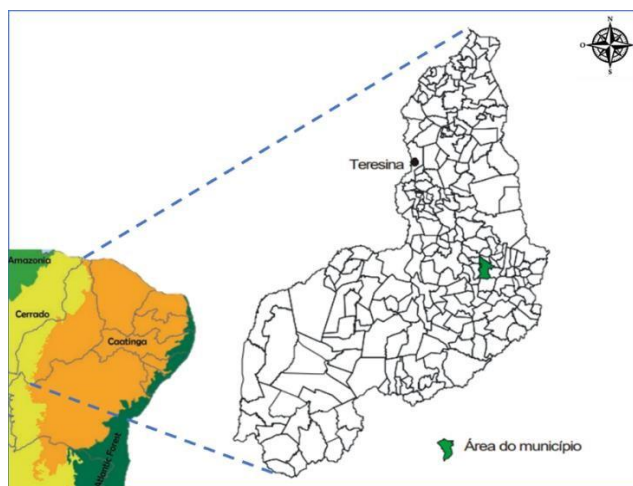 N
O
E
S
Teresina
Amazonia
Cerrado
Caatinga
Atlantic Forest
Área do município